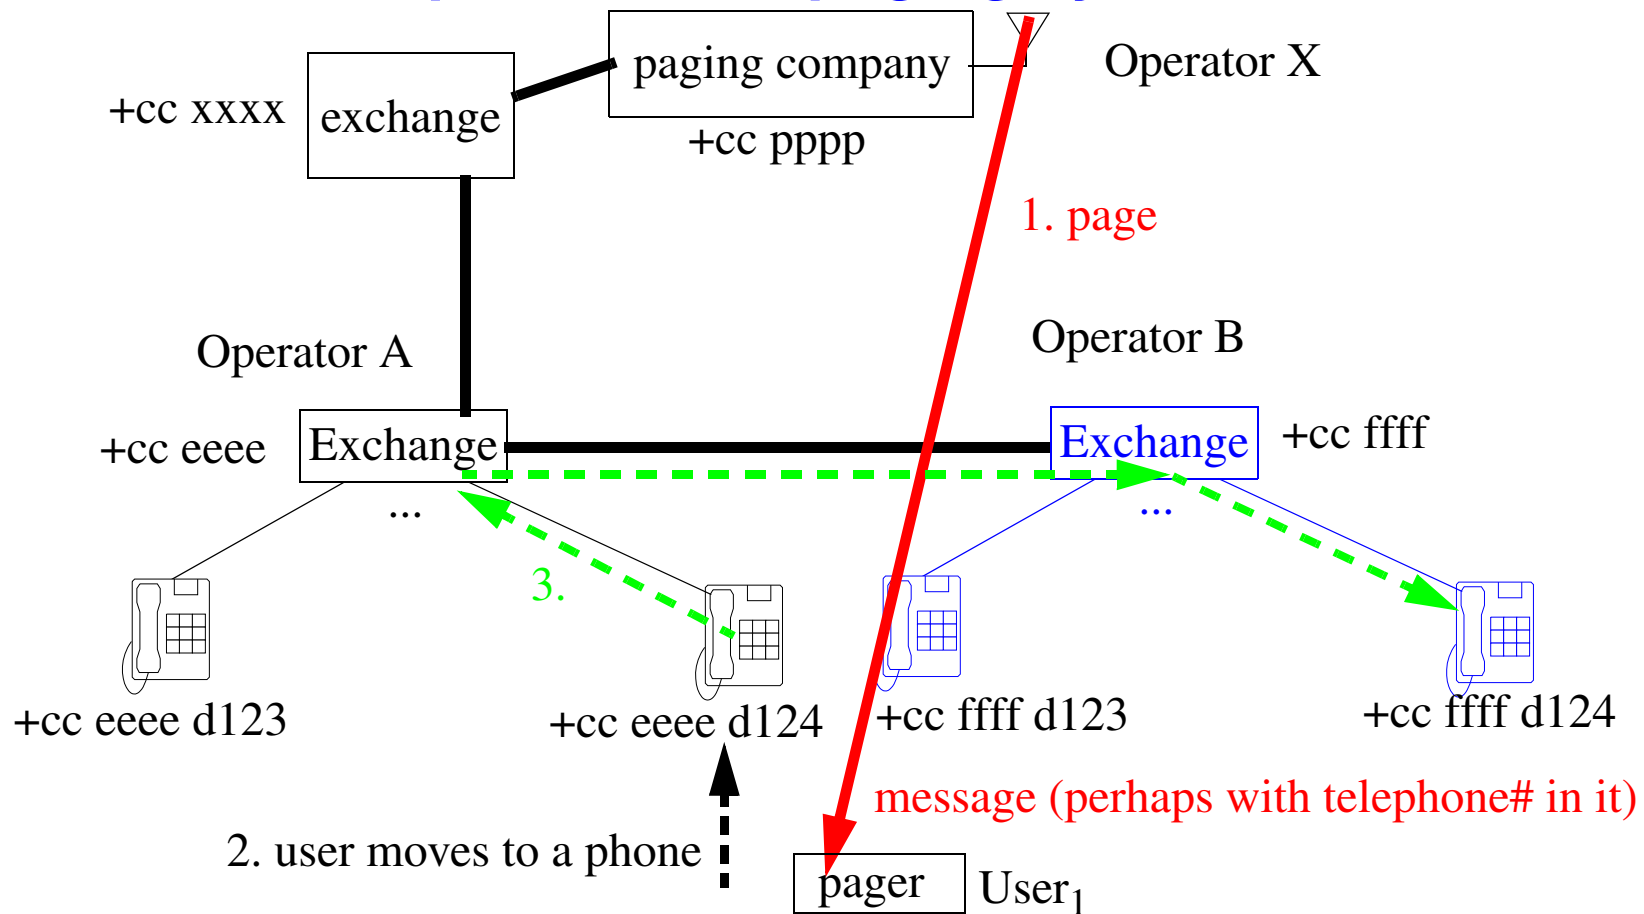 paging company
Operator X
+cc xxxx
exchange
+cc pppp
1. page
Operator A
Operator B
+cc eeee
Exchange
Exchange
+cc ffff
...
...
3.
+cc eeee d123
+cc eeee d124
+cc ffff d123
+cc ffff d124
message (perhaps with telephone# in it)
2. user moves to a phone
pager
User1